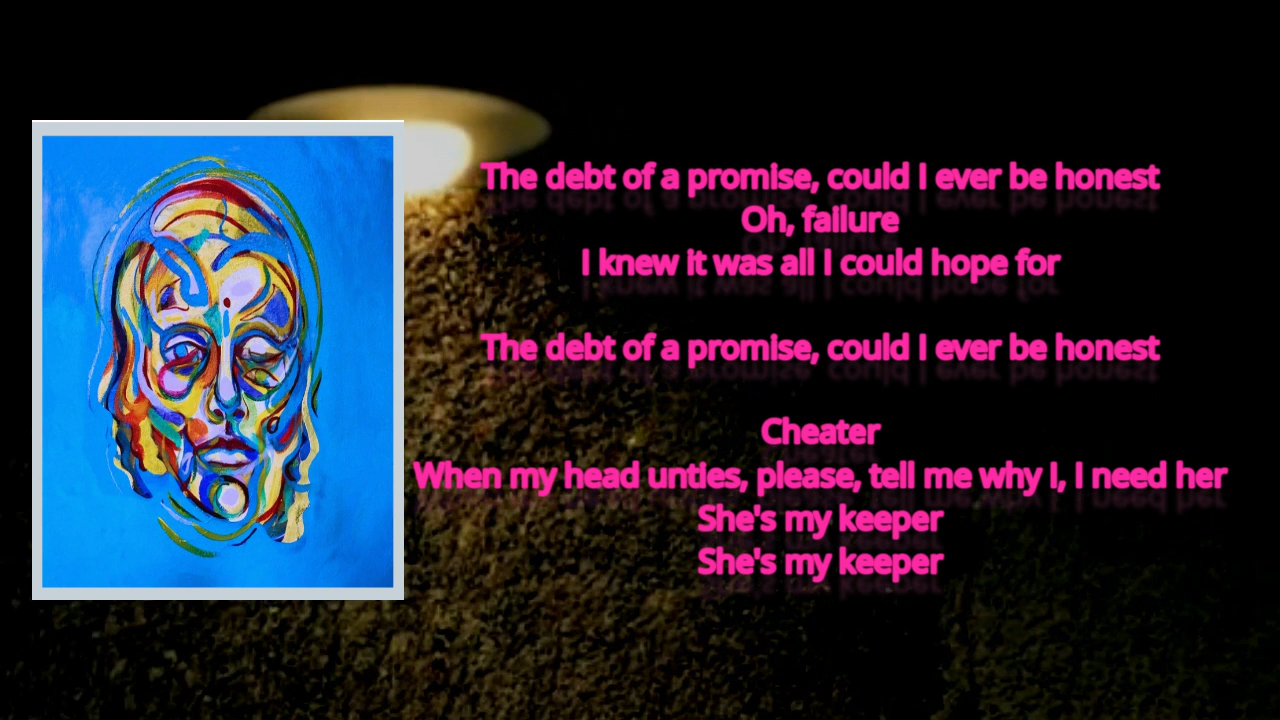 The debt of a promise, could I ever be honest
Oh, failure
I knew it was all I could hope for
The debt of a promise, could I ever be honest
Cheater
When my head unties, please, tell me why I, I need her
She's my keeper
She's my keeper